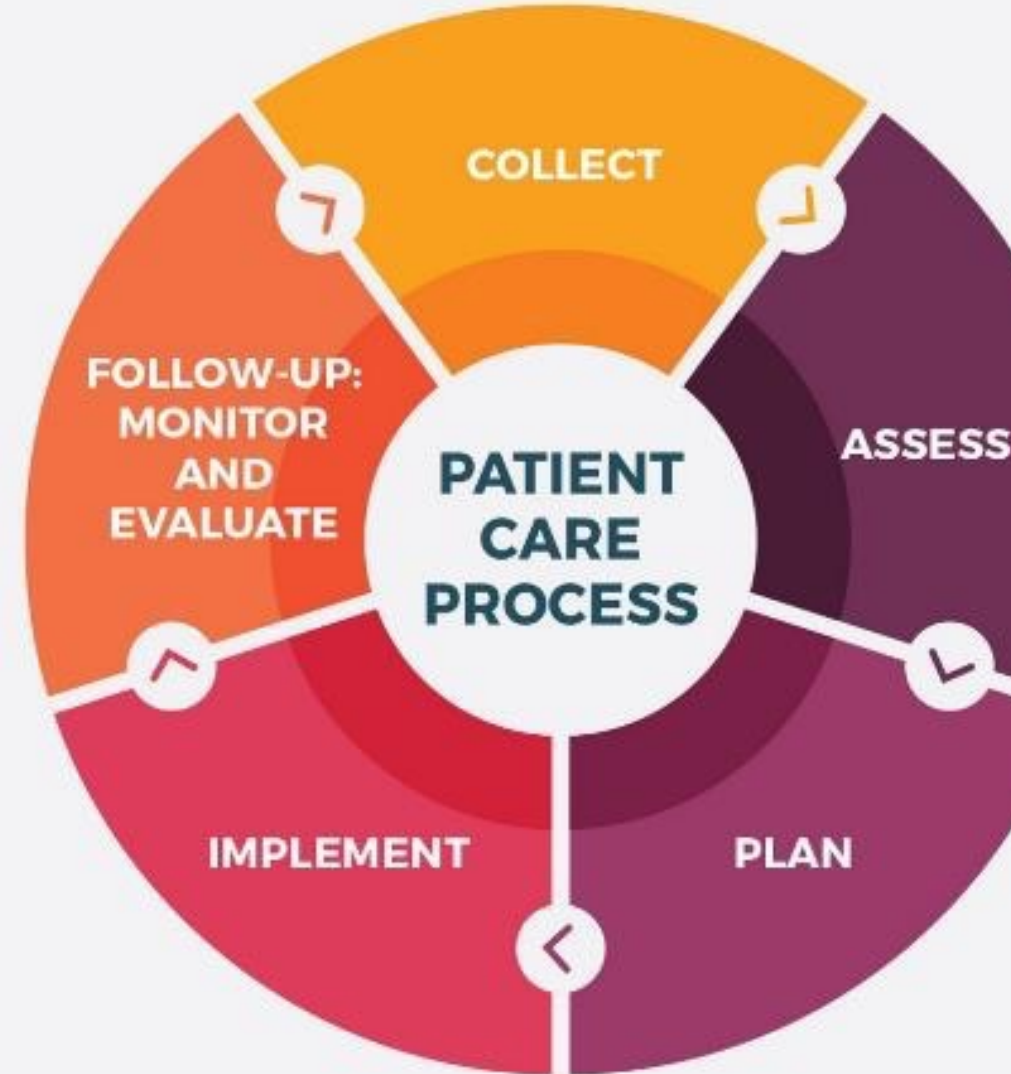 COLLECT
ASSESS
PLAN
IMPLEMENT
FOLLOW-UP:
MONITOR
AND
EVALUATE
PATIENT
CARE
PROCESS